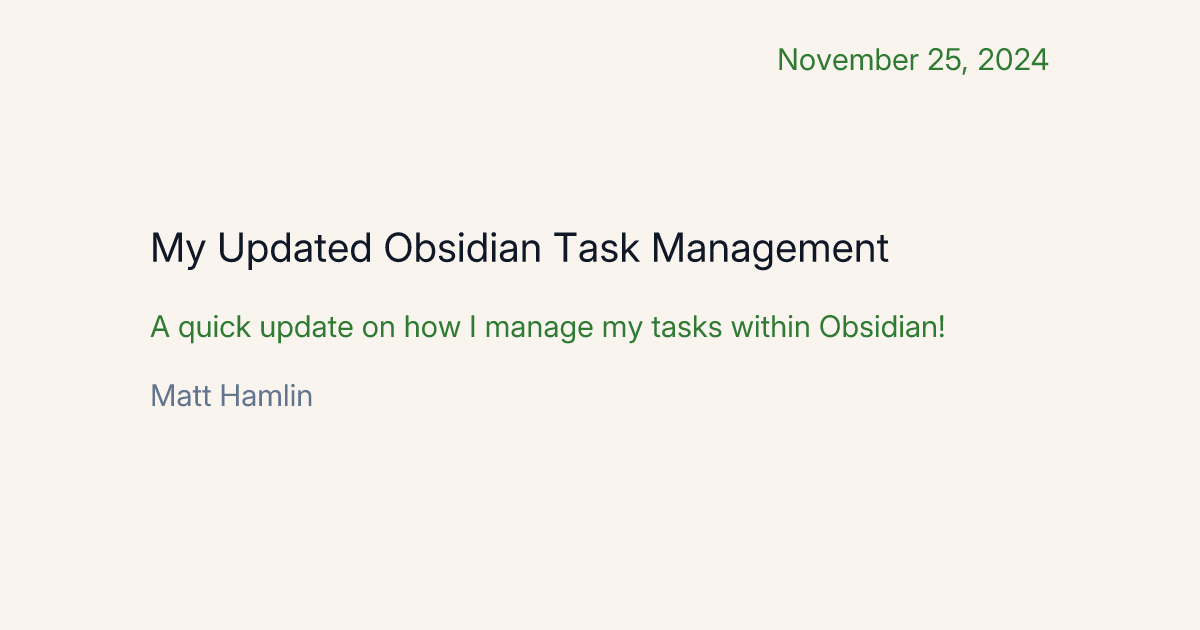 November 25, 2024
My Updated Obsidian Task Management
A quick update on how I manage my tasks within Obsidian!
Matt Hamlin